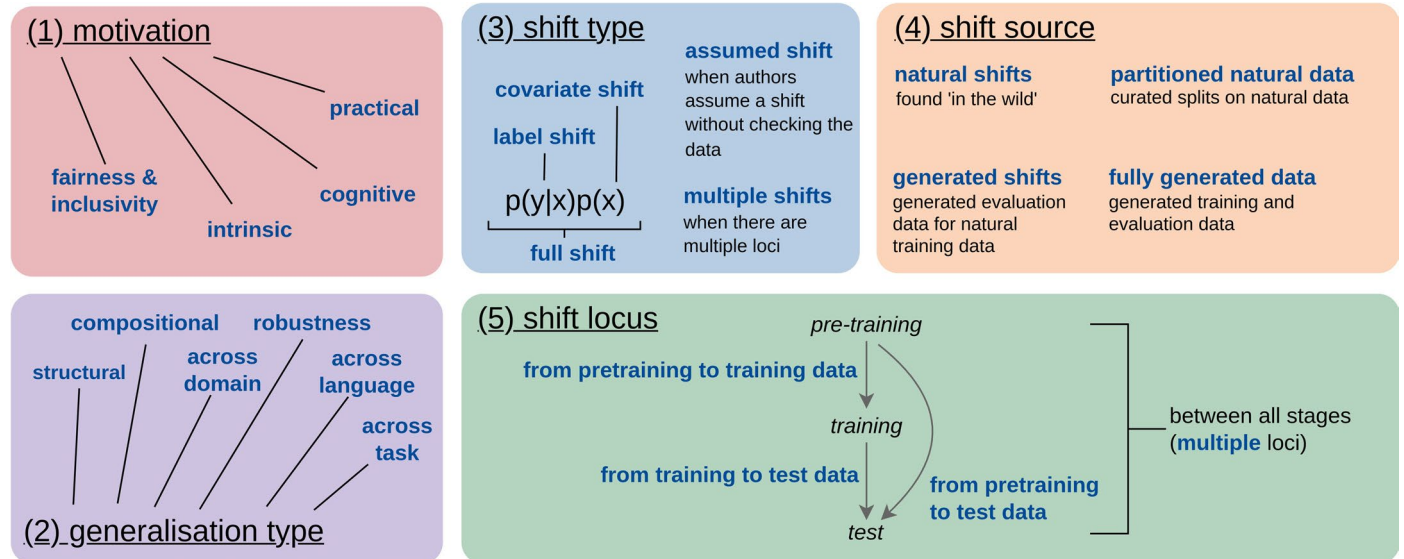 (1) motivation
practical
fairness &
inclusivity
cognitive
intrinsic
(3) shift type
covariate shift
label shift
p(y|x)p(x)
full shift
assumed shift
when authors
assume a shift
without checking the
data
multiple shifts
when there are
multiple loci
(4) shift source
natural shifts
found 'in the wild'
partitioned natural data
curated splits on natural data
generated shifts
generated evaluation
data for natural
training data
fully generated data
generated training and
evaluation data
compositional
robustness
structural
across
domain
across
language
across
task
(2) generalisation type
(5) shift locus
pre-training
from pretraining to training data
training
from training to test data
from pretraining
to test data
test
between all stages
(multiple loci)